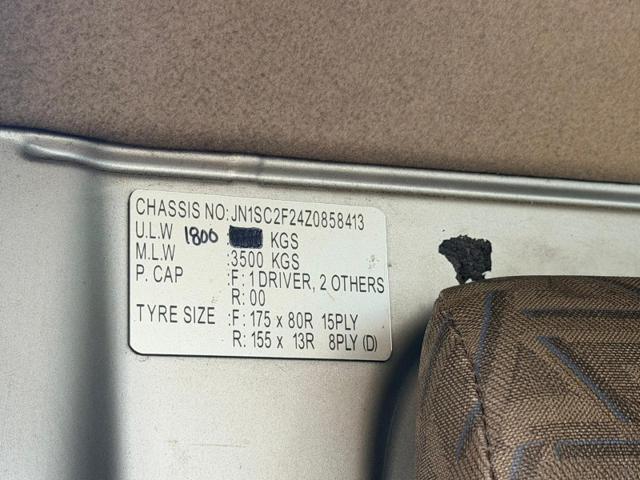 CHASSIS NO: JN1SC2F24Z0858413
U.L.W 1800 KGS
M.L.W :3500 KGS
P. CAP :F: 1 DRIVER, 2 OTHERS
R: 00
TYRE SIZE :F: 175 x 80R 15PLY
R: 155 x 13R 8PLY (D)